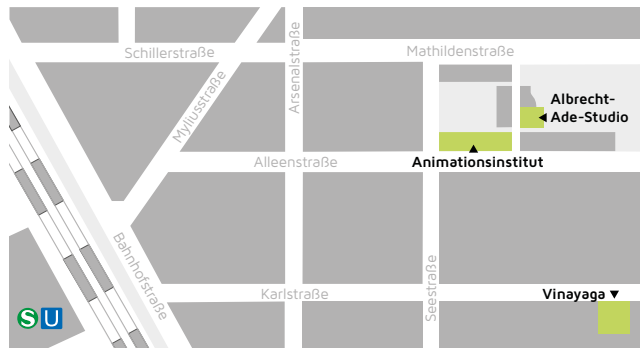 Schillerstraße
Myliusstraße
Arsenalstraße
Mathildenstraße
Albrecht-
◄ Ade-Studio
▲
Alleenstraße
Animationsinstitut
Bahnhofstraße
Karlstraße
Seestraße
Vinayaga ▼
S U